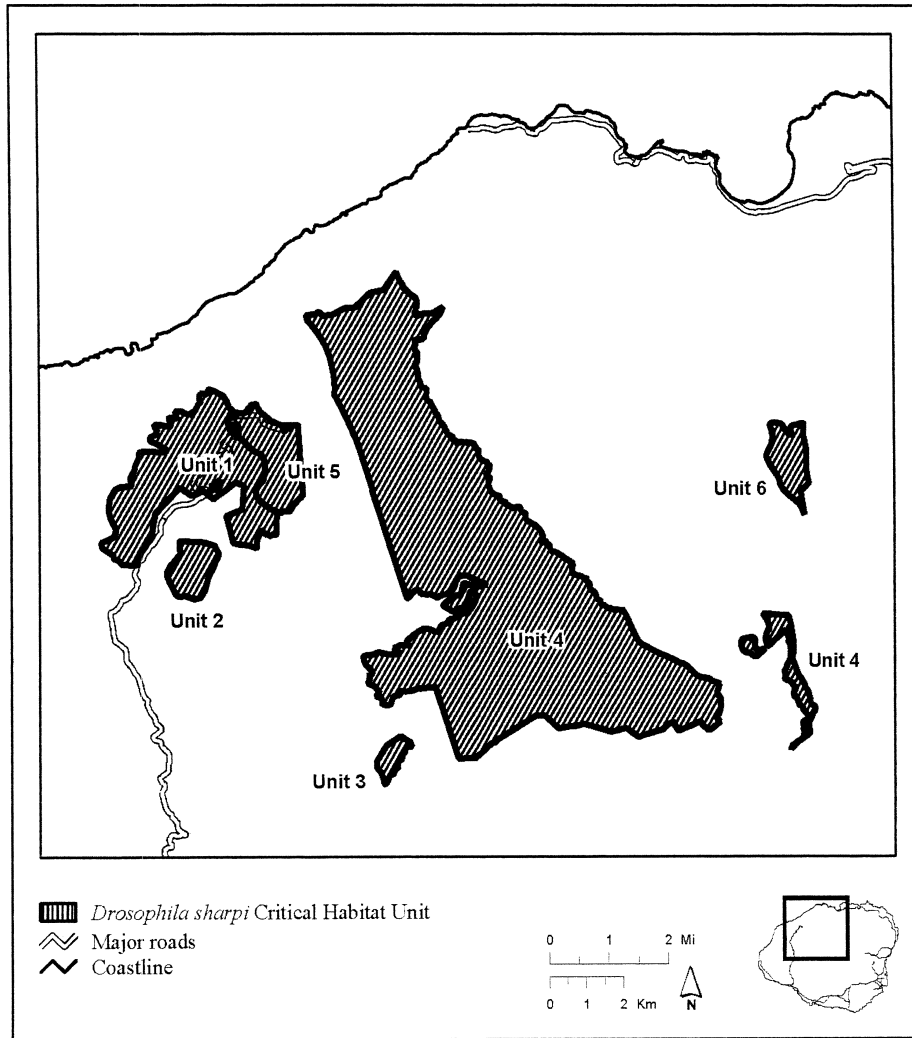 Unit 1
Unit 5
Unit 6
Unit 2
Unit 4
Unit 4
Unit 3
Drosophila sharpi Critical Habitat Unit
Major roads
Coastline
0 1 2 Mi
0 1 2 Km
N